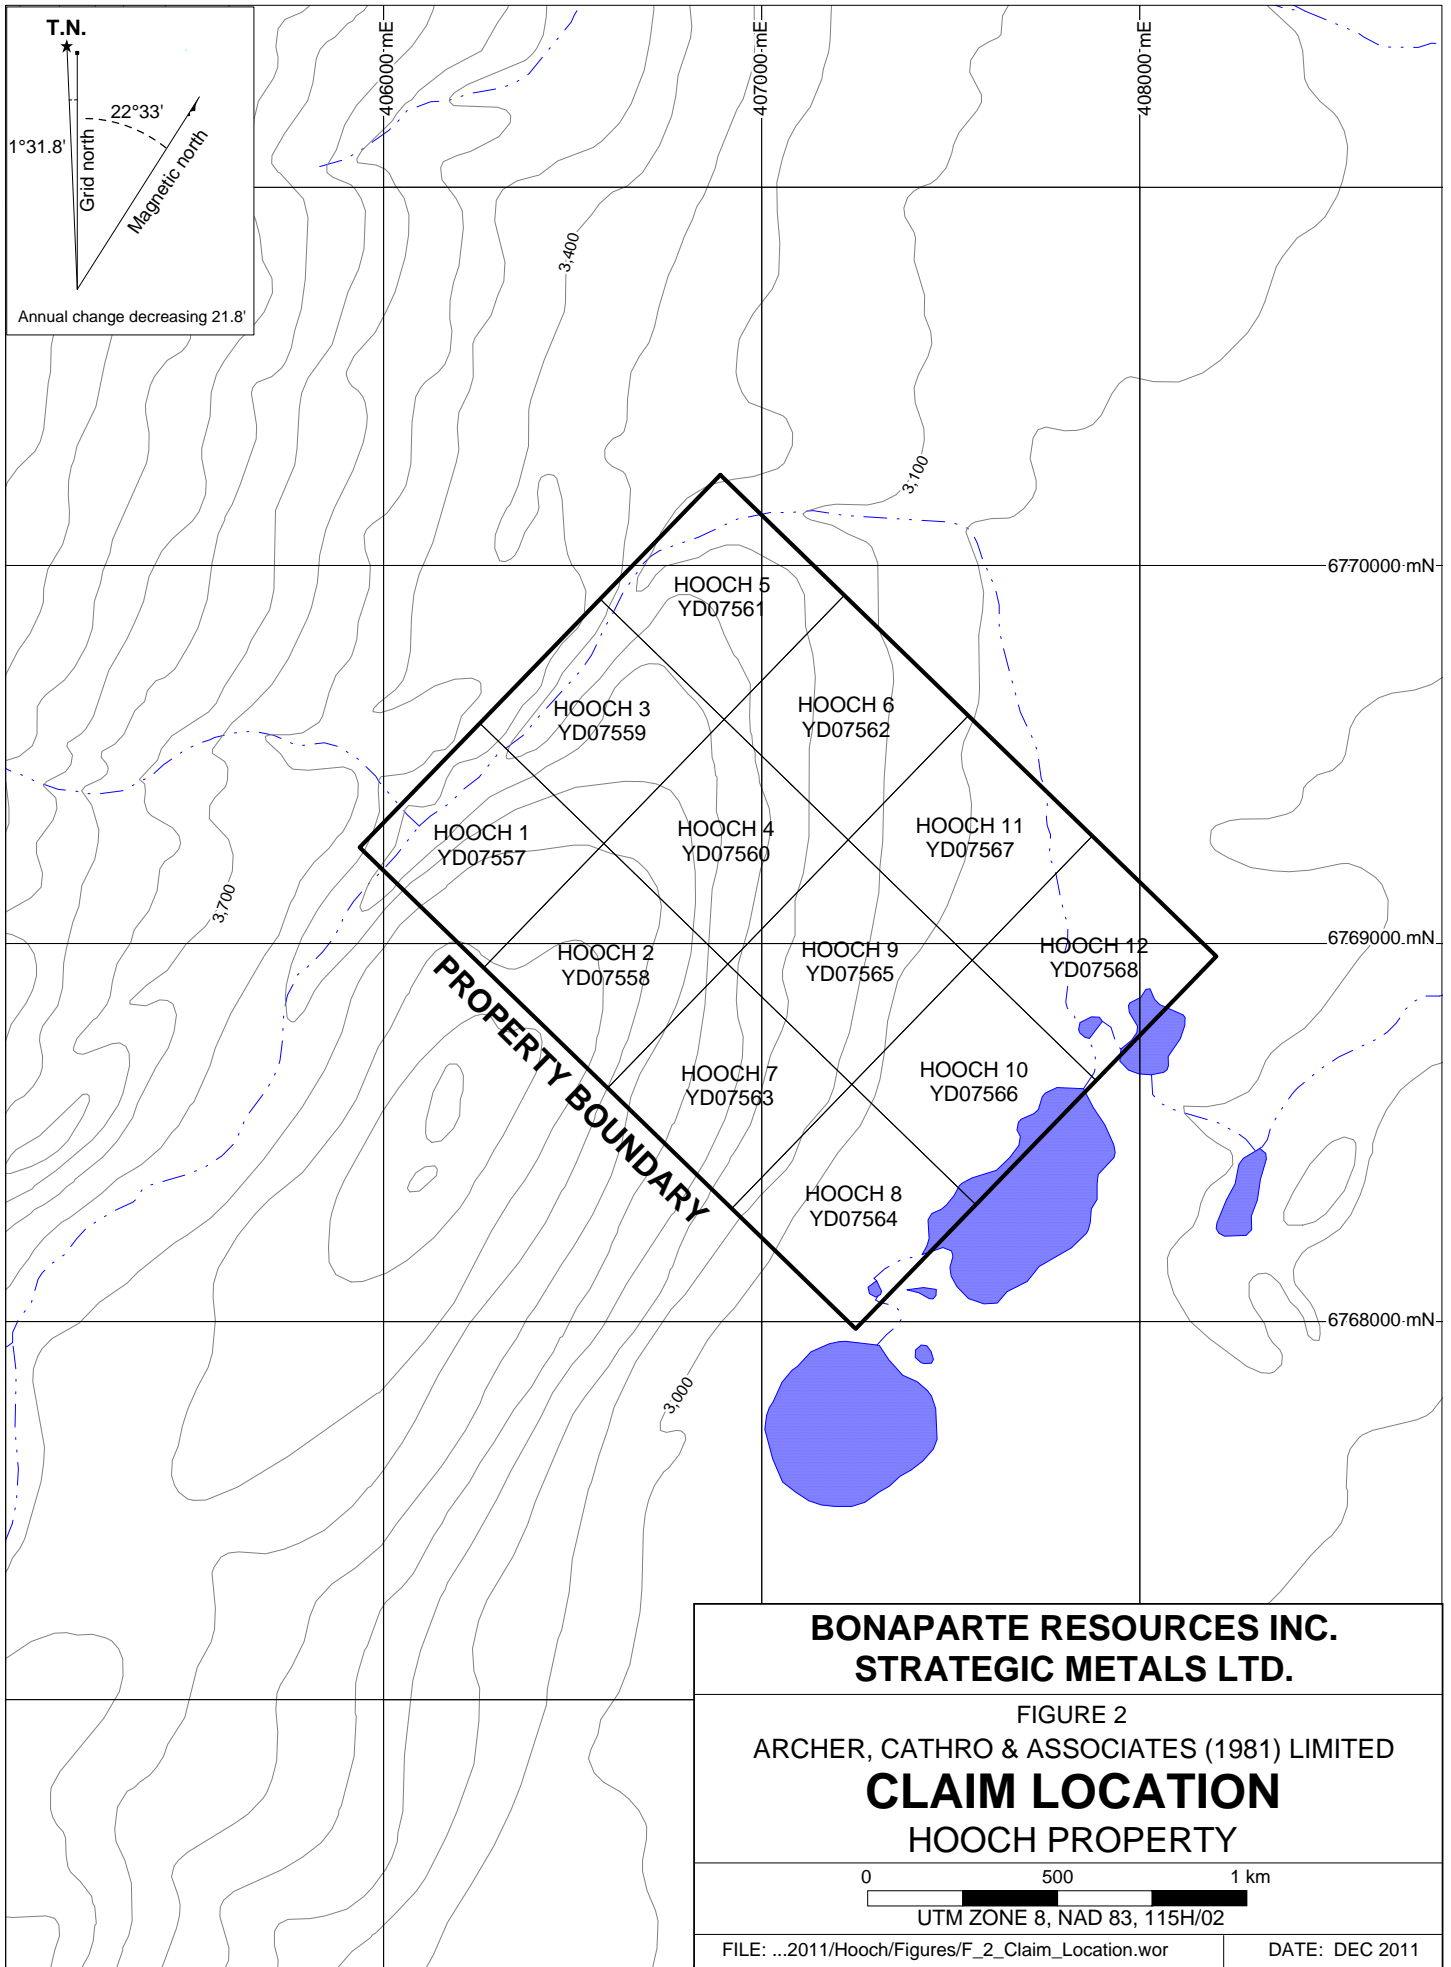 T.N.
1°31.8'
22°33'
Grid north
Magnetic north
Annual change decreasing 21.8'
406000 mE
407000 mE
408000 mE
3,400
3,100
6770000 mN
HOOCH 5
YD07561
HOOCH 3
YD07559
HOOCH 6
YD07562
HOOCH 1
YD07557
HOOCH 4
YD07560
HOOCH 11
YD07567
3,700
6769000 mN
HOOCH 2
YD07558
HOOCH 9
YD07565
HOOCH 12
YD07568
PROPERTY BOUNDARY
HOOCH 7
YD07563
HOOCH 10
YD07566
HOOCH 8
YD07564
6768000 mN
3,000
BONAPARTE RESOURCES INC.
STRATEGIC METALS LTD.
FIGURE 2
ARCHER, CATHRO & ASSOCIATES (1981) LIMITED
CLAIM LOCATION
HOOCH PROPERTY
0 500 1 km
UTM ZONE 8, NAD 83, 115H/02
FILE: ...2011/Hooch/Figures/F_2_Claim_Location.wor
DATE: DEC 2011